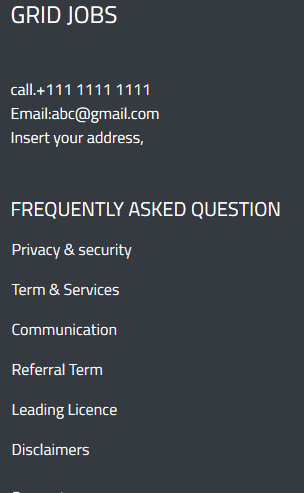 GRID JOBS
call.+111 1111 1111
Email:abc@gmail.com
Insert your address,
FREQUENTLY ASKED QUESTION
Privacy & security
Term & Services
Communication
Referral Term
Leading Licence
Disclaimers